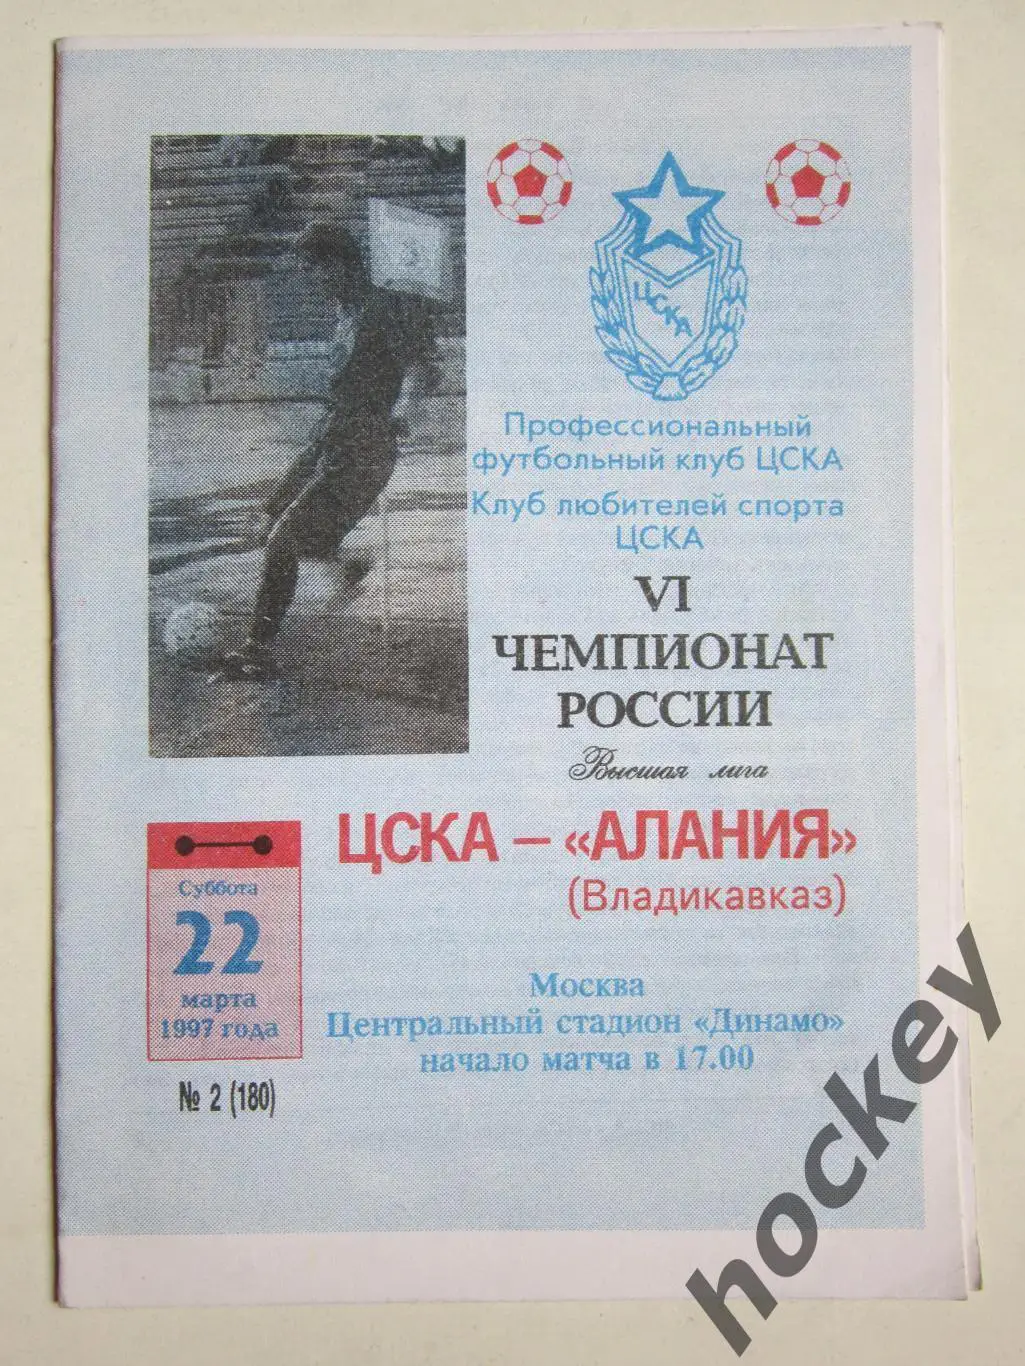 ЦСКА
Профессиональный
футбольный клуб ЦСКА
Клуб любителей спорта
ЦСКА
VI
ЧЕМПИОНАТ
РОССИИ
Высшая лига
ЦСКА – «АЛАНИЯ»
(Владикавказ)
Суббота
22
марта
1997 года
Москва
Центральный стадион «Динамо»
начало матча в 17.00
№ 2 (180)
hockey